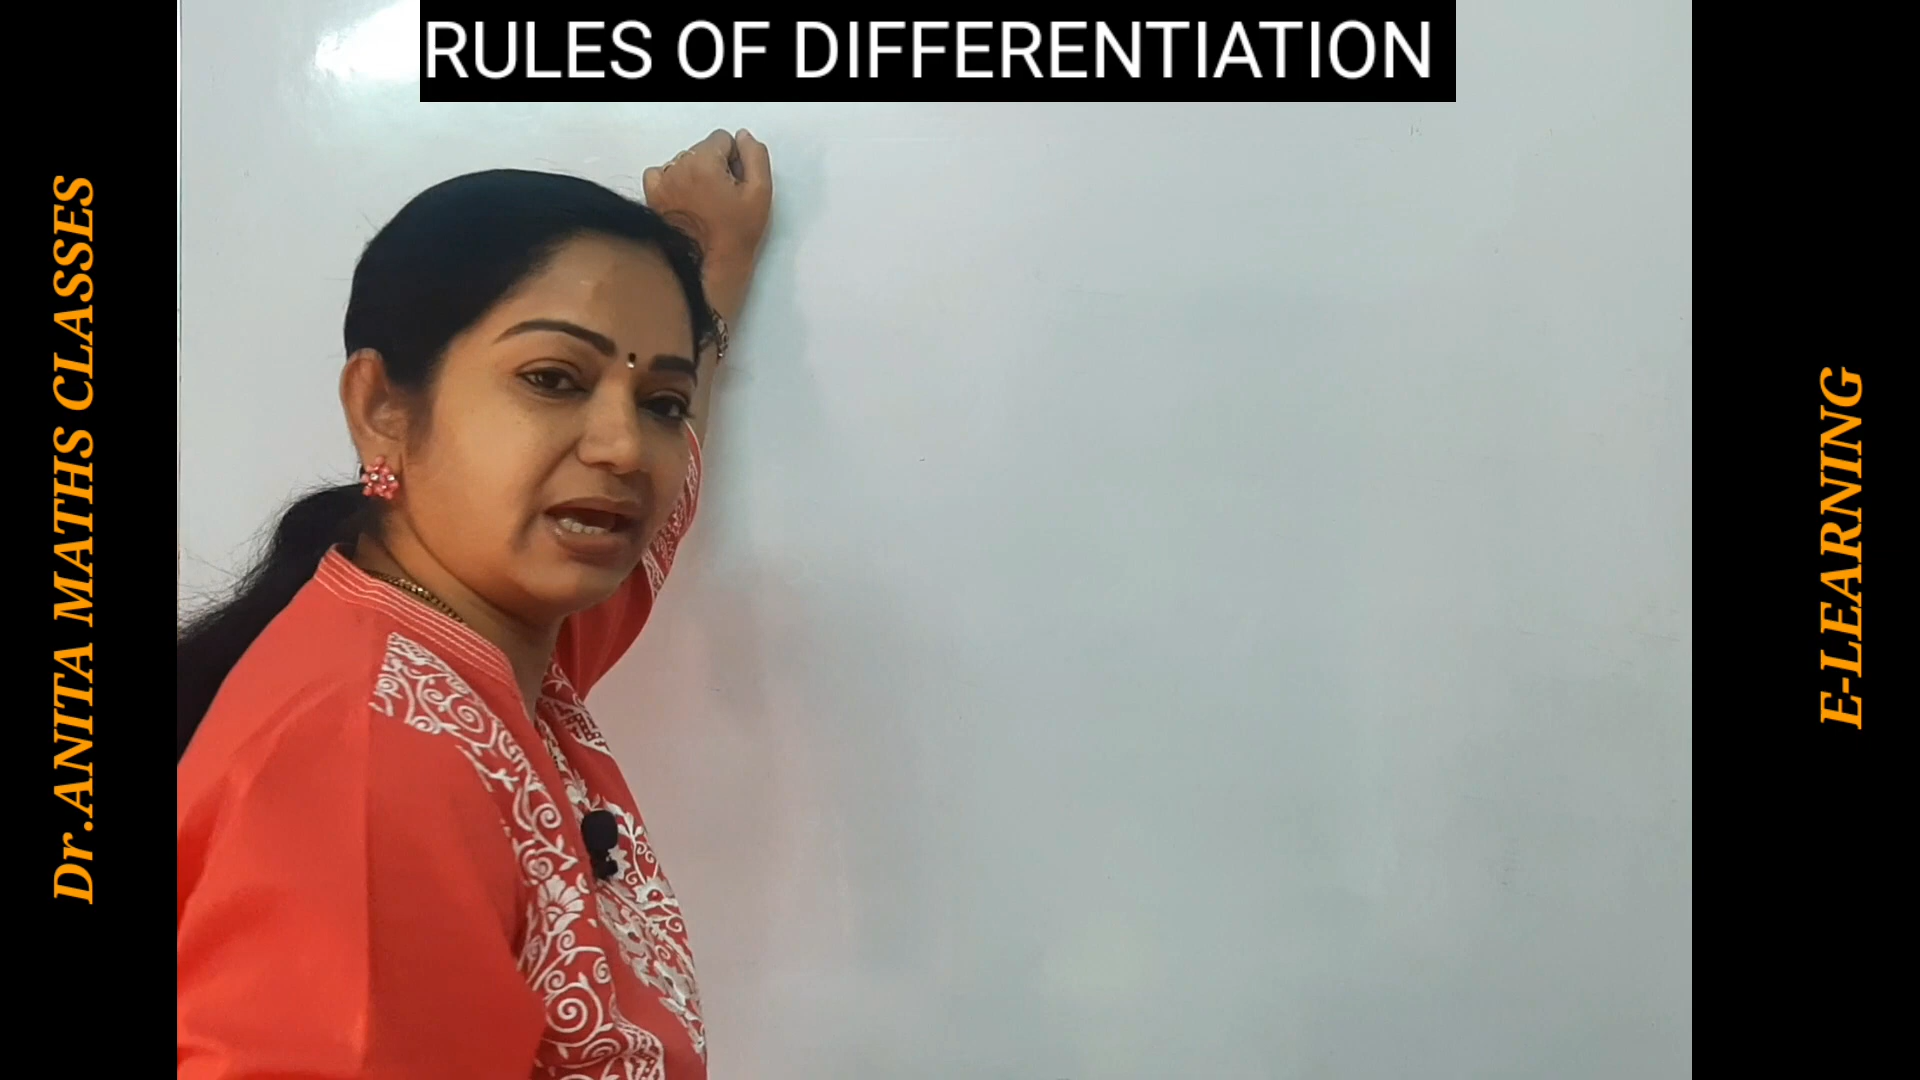 RULES OF DIFFERENTIATION
Dr.ANITA MATHS CLASSES
E-LEARNING